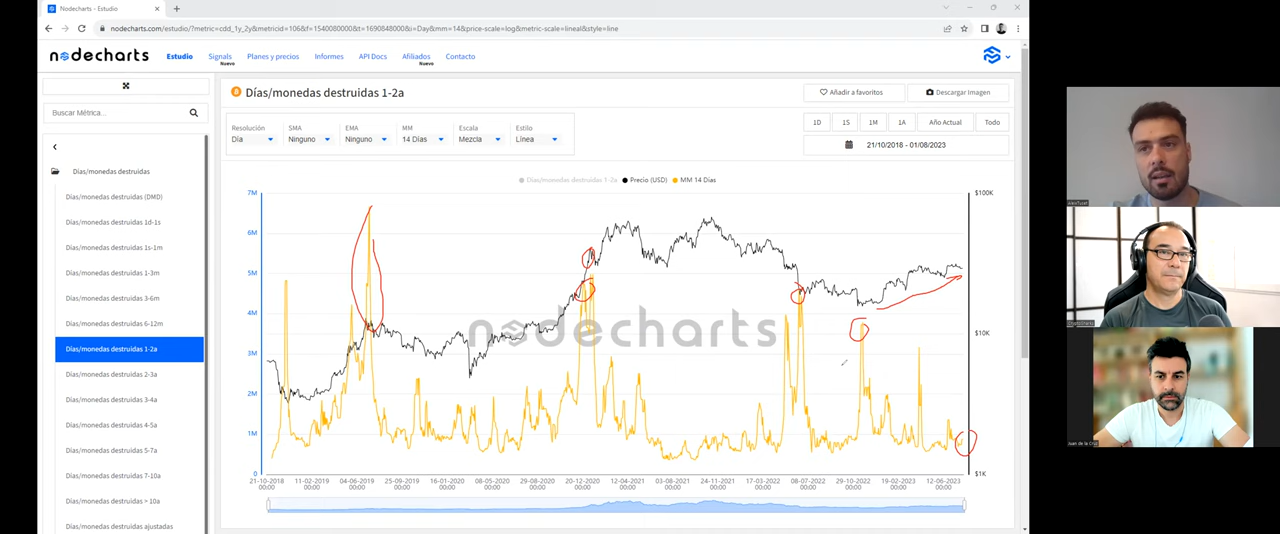 Nodecharts - Estudio
nodecharts.com/estudio/?metric=cdd_1y_2y&metricid=106&f=1540080000&t=1690848000&i=Day&mm=14&price-scale=log&metric-scale=lineal&style=line
nodecharts
Estudio
Signals
Nuevo
Planes y precios
Informes
API Docs
Afiliados
Nuevo
Contacto
Buscar Métrica...
Días/monedas destruidas
Días/monedas destruidas (DMD)
Días/monedas destruidas 1d-1s
Días/monedas destruidas 1s-1m
Días/monedas destruidas 1-3m
Días/monedas destruidas 3-6m
Días/monedas destruidas 6-12m
Días/monedas destruidas 1-2a
Días/monedas destruidas 2-3a
Días/monedas destruidas 3-4a
Días/monedas destruidas 4-5a
Días/monedas destruidas 5-7a
Días/monedas destruidas 7-10a
Días/monedas destruidas > 10a
Días/monedas destruidas ajustadas
Días/monedas destruidas 1-2a
Añadir a favoritos
Descargar Imagen
Resolución
Día
SMA
Ninguno
EMA
Ninguno
MM
14 Días
Escala
Mezcla
Estilo
Línea
1D
1S
1M
1A
Año Actual
Todo
21/10/2018 - 01/08/2023
Días/monedas destruidas 1-2a
Precio (USD)
MM 14 Días
7M
6M
5M
4M
3M
2M
1M
0
$100K
$10K
$1K
nodecharts
21-10-2018 00:00
11-02-2019 00:00
04-06-2019 00:00
25-09-2019 00:00
16-01-2020 00:00
08-05-2020 00:00
29-08-2020 00:00
20-12-2020 00:00
12-04-2021 00:00
03-08-2021 00:00
24-11-2021 00:00
17-03-2022 00:00
08-07-2022 00:00
29-10-2022 00:00
19-02-2023 00:00
12-06-2023 00:00
Juan de la Cruz